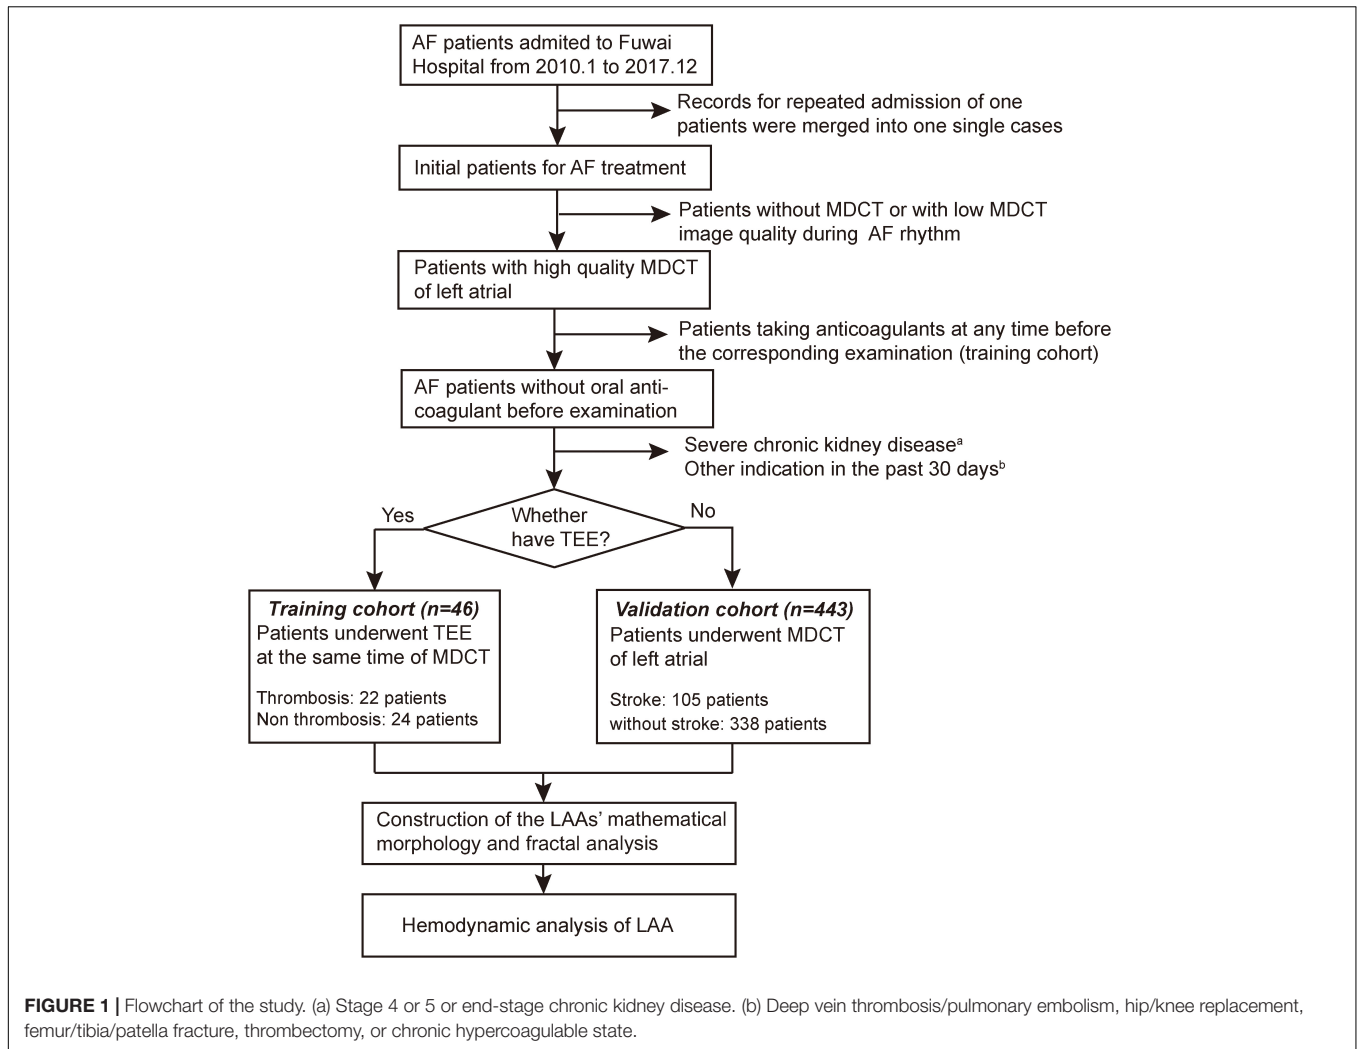 AF patients admited to Fuwai
Hospital from 2010.1 to 2017.12
Records for repeated admission of one
patients were merged into one single cases
Initial patients for AF treatment
Patients without MDCT or with low MDCT
image quality during AF rhythm
Patients with high quality MDCT
of left atrial
Patients taking anticoagulants at any time before
the corresponding examination (training cohort)
AF patients without oral anti-
coagulant before examination
Severe chronic kidney diseaseᵃ
Other indication in the past 30 daysᵇ
Yes
No
Whether
have TEE?
Training cohort (n=46)
Patients underwent TEE
at the same time of MDCT
Thrombosis: 22 patients
Non thrombosis: 24 patients
Validation cohort (n=443)
Patients underwent MDCT
of left atrial
Stroke: 105 patients
without stroke: 338 patients
Construction of the LAAs’ mathematical
morphology and fractal analysis
Hemodynamic analysis of LAA
FIGURE 1 | Flowchart of the study. (a) Stage 4 or 5 or end-stage chronic kidney disease. (b) Deep vein thrombosis/pulmonary embolism, hip/knee replacement,
femur/tibia/patella fracture, thrombectomy, or chronic hypercoagulable state.